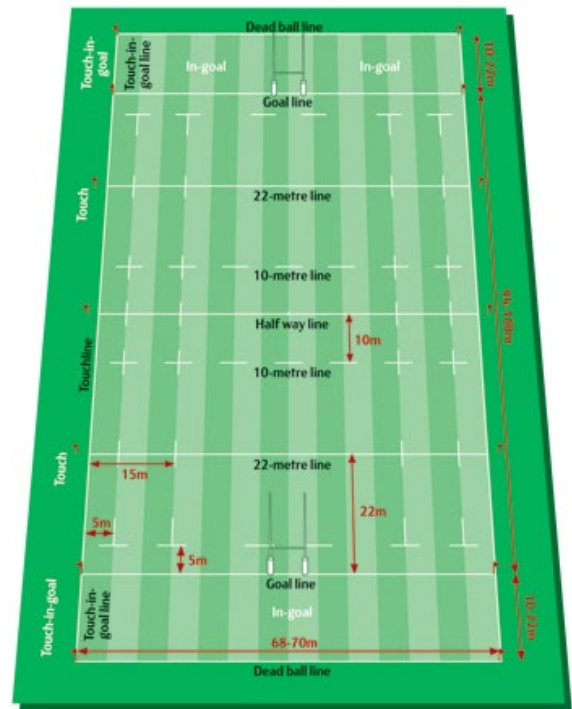 Dead ball line
Touch-in-
goal
Touch-in-
goal line
In-goal
In-goal
10-22m
Goal line
Touch
22-metre line
10-metre line
94-100m
Half way line
10m
Touchline
10-metre line
22-metre line
Touch
15m
22m
5m
5m
Goal line
Touch-in-goal
Touch-in-
goal line
In-goal
10-22m
68-70m
Dead ball line